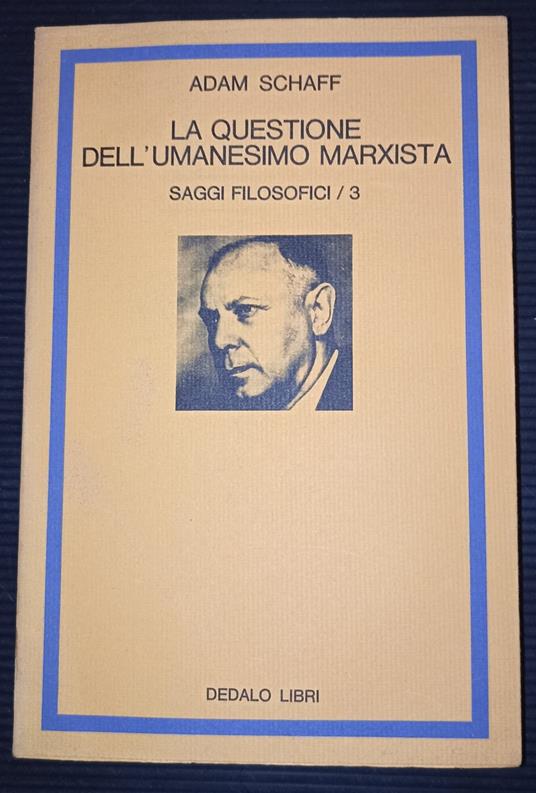 ADAM SCHAFF
LA QUESTIONE
DELL'UMANESIMO MARXISTA
SAGGI FILOSOFICI / 3
DEDALO LIBRI